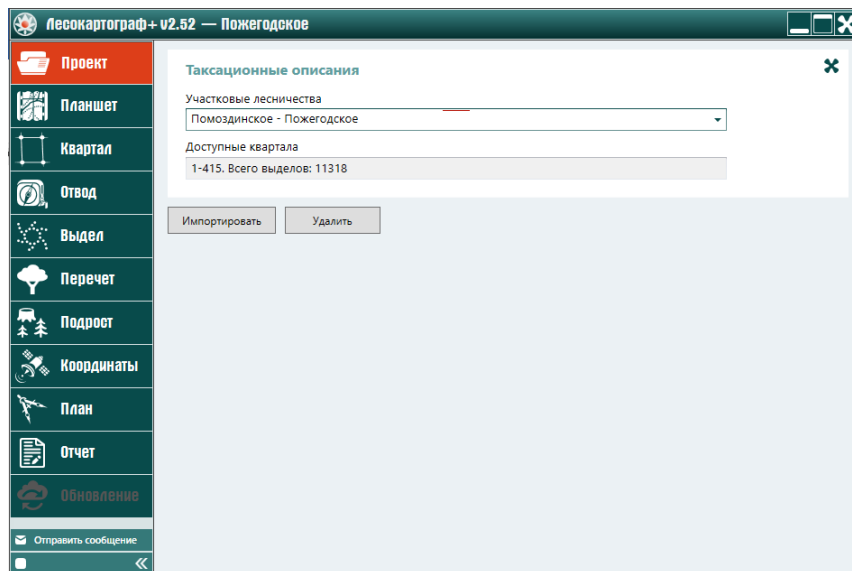 Лесокартограф+ v2.52 — Пожегодское
Проект
Планшет
Квартал
Отвод
Выдел
Перечет
Подрост
Координаты
План
Отчет
Обновление
Отправить сообщение
Таксационные описания
Участковые лесничества
Помоздинское - Пожегодское
Доступные квартала
1-415. Всего выделов: 11318
Импортировать
Удалить